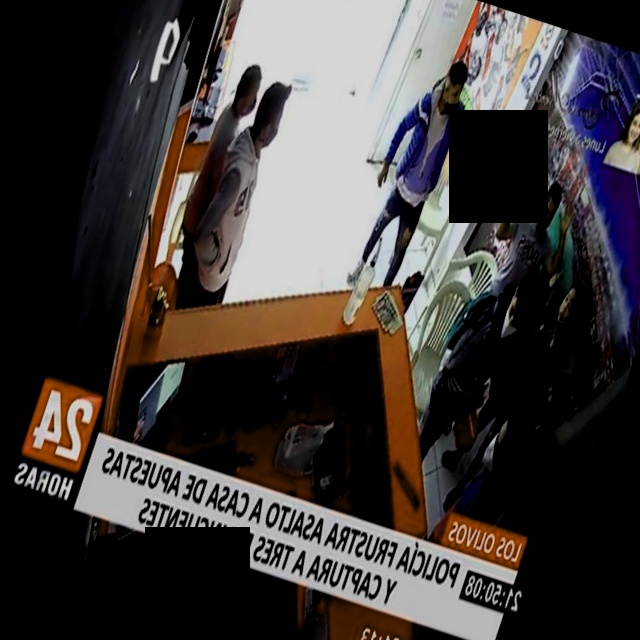 24
HORAS
LOS OLIVOS
21:50:08
POLICÍA FRUSTRA ASALTO A CASA DE APUESTAS
Y CAPTURA A TRES